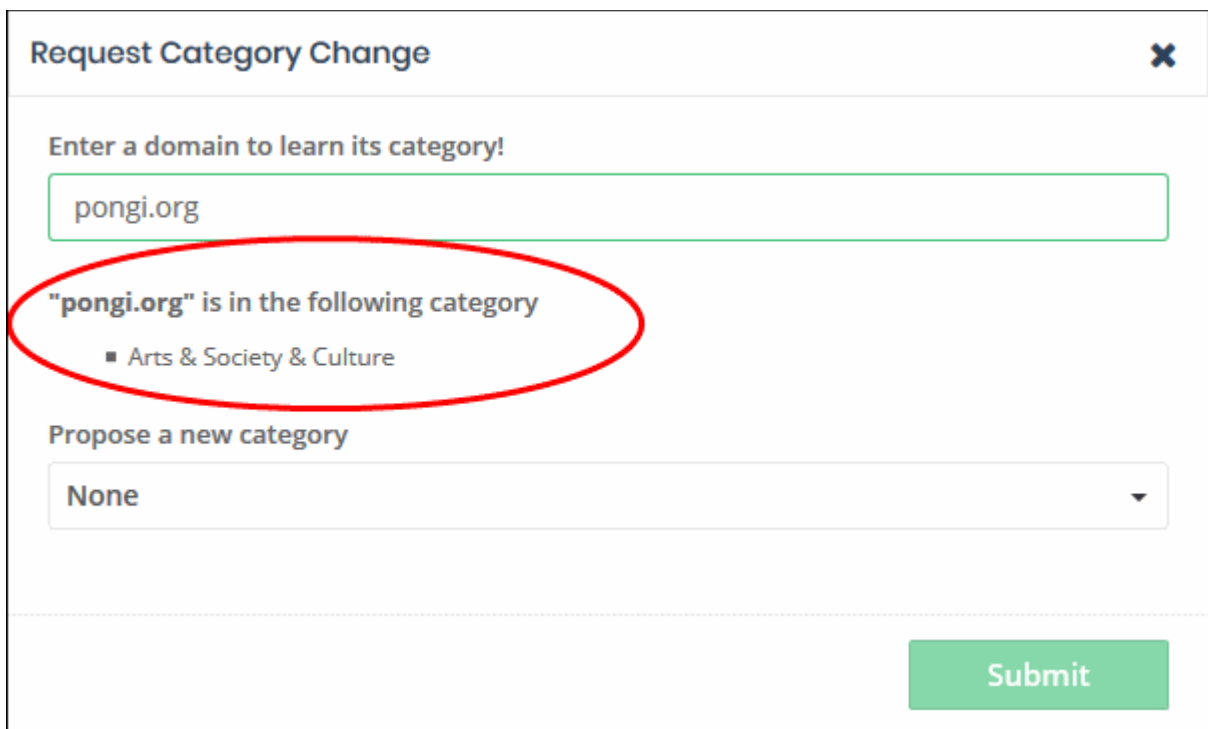 Request Category Change
Enter a domain to learn its category!
pongi.org
"pongi.org" is in the following category
Arts & Society & Culture
Propose a new category
None
Submit